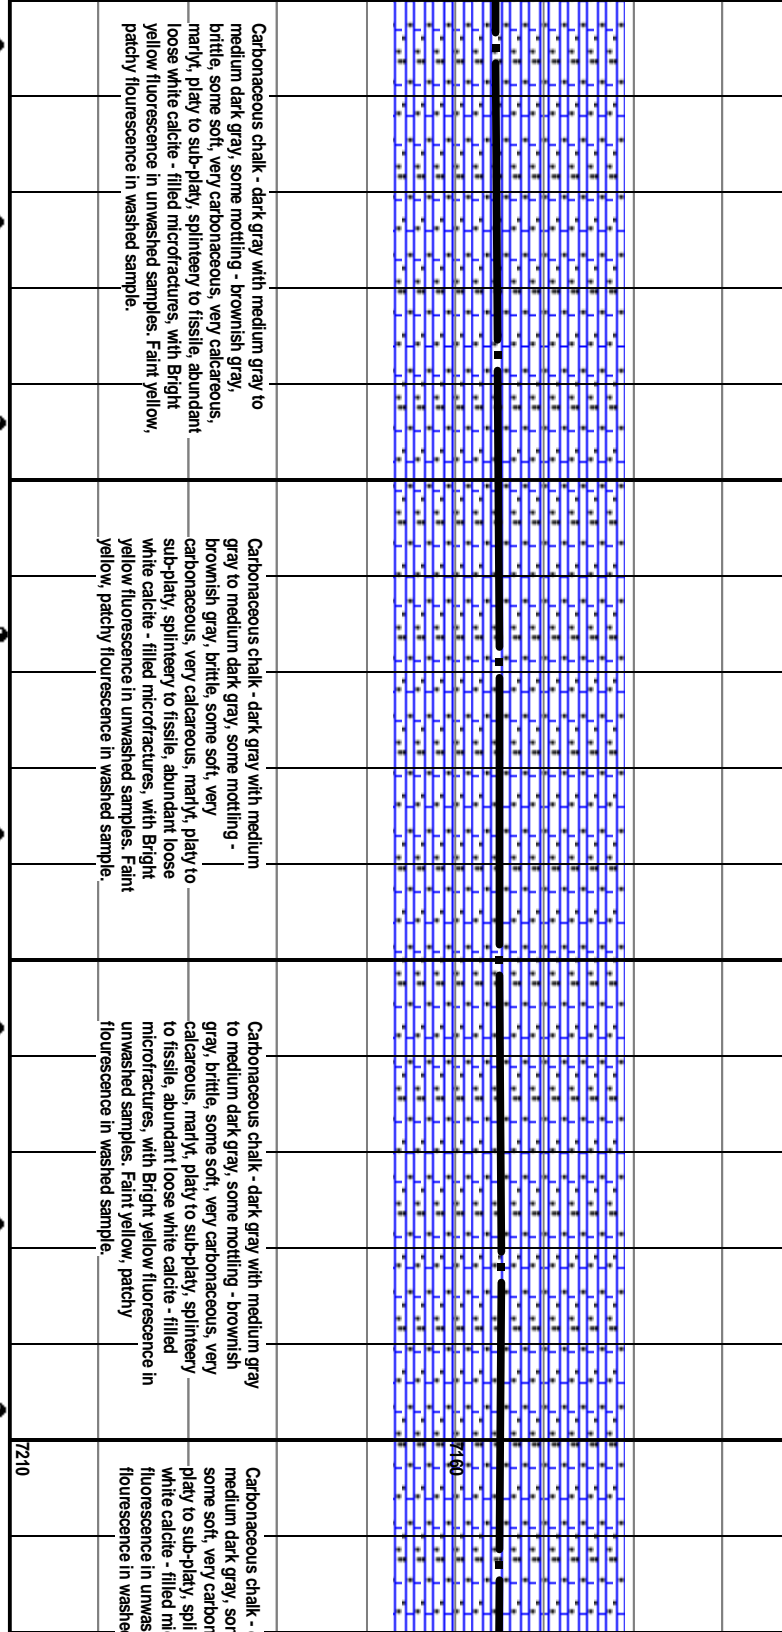 Carbonaceous chalk - dark gray with medium gray to
medium dark gray, some mottling - brownish gray,
brittle, some soft, very carbonaceous, very calcareous,
marlyt, platy to sub-platy, splinteery to fissile, abundant
loose white calcite - filled microfractures, with Bright
yellow fluorescence in unwashed samples. Faint yellow,
patchy flourescence in washed sample.
Carbonaceous chalk - dark gray with medium
gray to medium dark gray, some mottling -
brownish gray, brittle, some soft, very
carbonaceous, very calcareous, marlyt, platy to
sub-platy, splinteery to fissile, abundant loose
white calcite - filled microfractures, with Bright
yellow fluorescence in unwashed samples. Faint
yellow, patchy flourescence in washed sample.
Carbonaceous chalk - dark gray with medium gray
to medium dark gray, some mottling - brownish
gray, brittle, some soft, very carbonaceous, very
calcareous, marlyt, platy to sub-platy, splinteery
to fissile, abundant loose white calcite - filled
microfractures, with Bright yellow fluorescence in
unwashed samples. Faint yellow, patchy
flourescence in washed sample.
7160
7210
Carbonaceous chalk -
medium dark gray, sor
some soft, very carbon
platy to sub-platy, spli
white calcite - filled mi
fluorescence in unwas
flourescence in washe